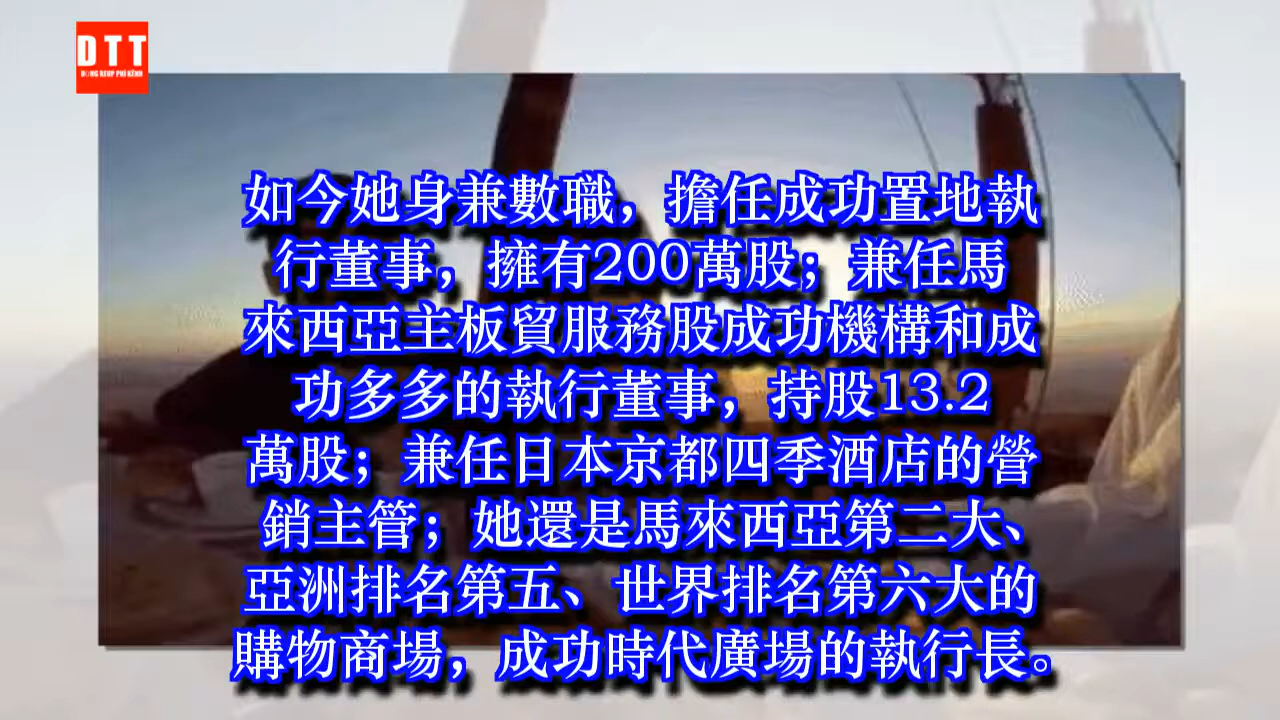 DTT
如今她身兼數職，擔任成功置地執
行董事，擁有200萬股；兼任馬
來西亞主板貿服務股成功機構和成
功多多的執行董事，持股13.2
萬股；兼任日本京都四季酒店的營
銷主管；她還是馬來西亞第二大、
亞洲排名第五、世界排名第六大的
購物商場，成功時代廣場的執行長。